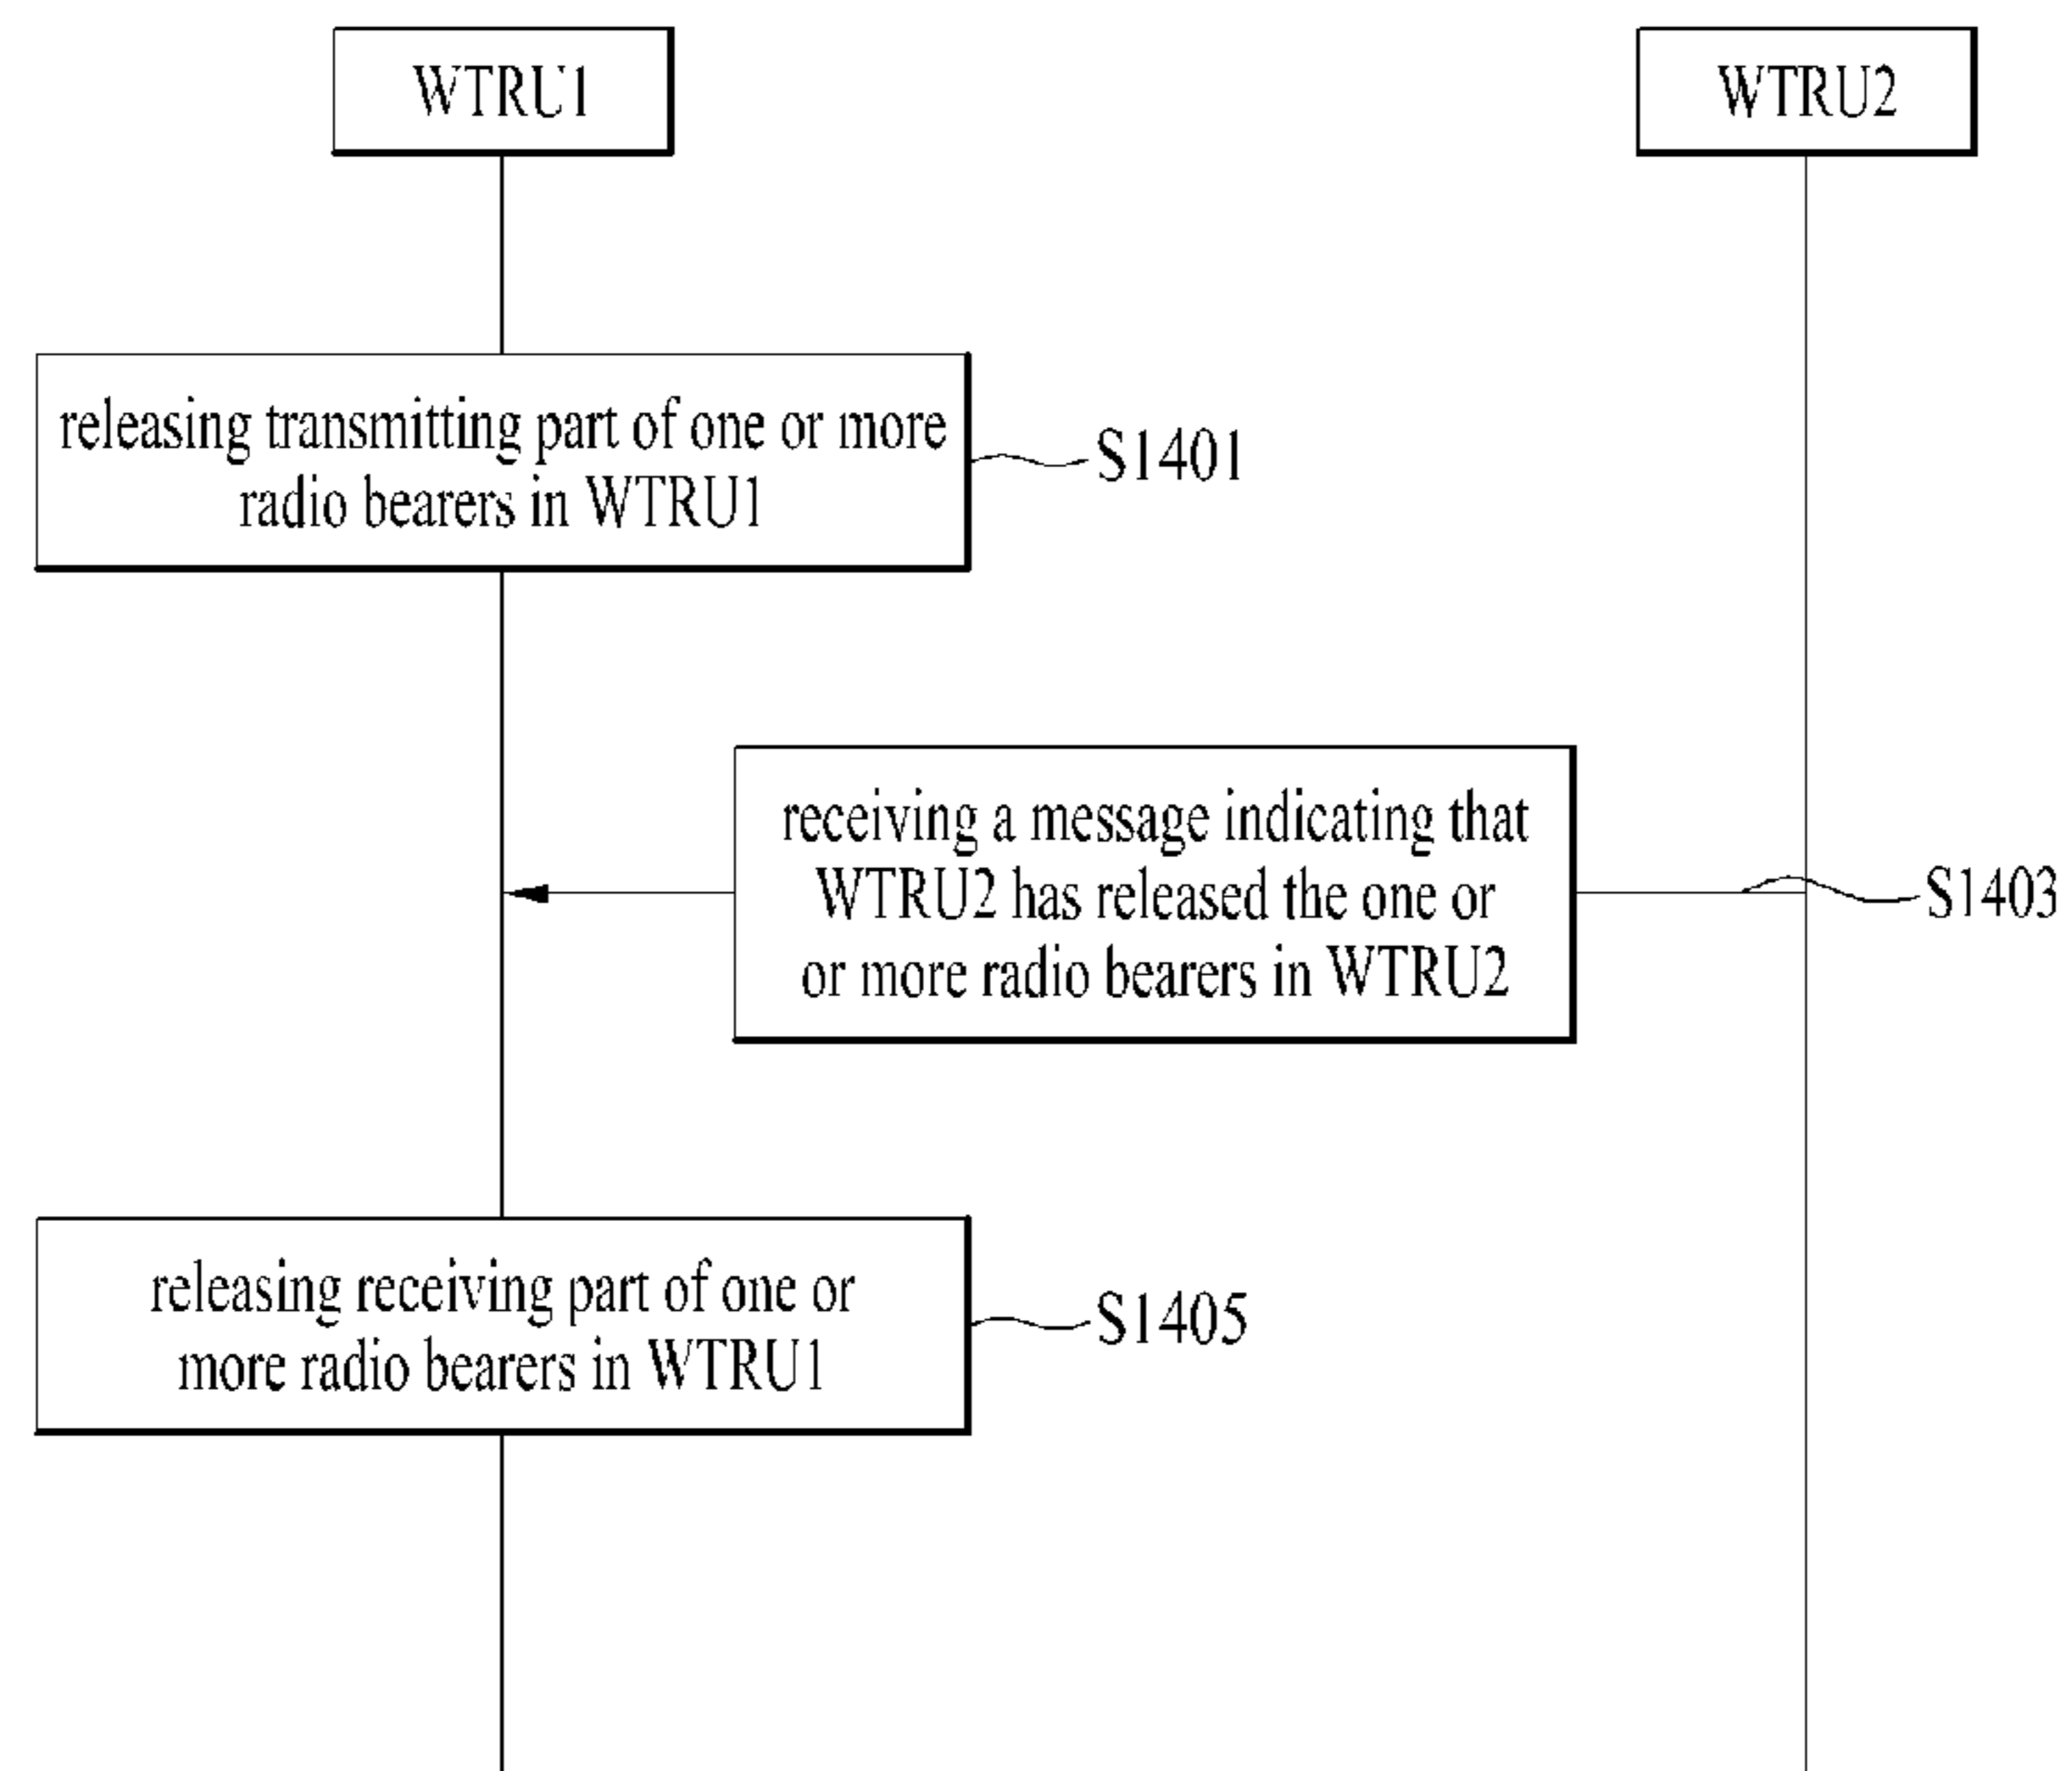 WTRU1
WTRU2
releasing transmitting part of one or more
radio bearers in WTRU1
S1401
receiving a message indicating that
WTRU2 has released the one or
or more radio bearers in WTRU2
S1403
releasing receiving part of one or
more radio bearers in WTRU1
S1405